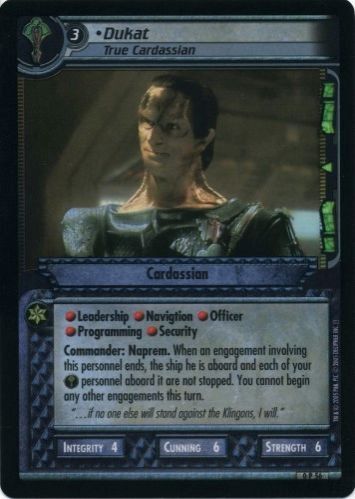 3
•Dukat
True Cardassian
Cardassian
Leadership Navigtion Officer
Programming Security
Commander: Naprem. When an engagement involving
this personnel ends, the ship he is aboard and each of your
personnel aboard it are not stopped. You cannot begin
any other engagements this turn.
"...if no one else will stand against the Klingons, I will."
INTEGRITY 4 CUNNING 6 STRENGTH 6
0 P 56